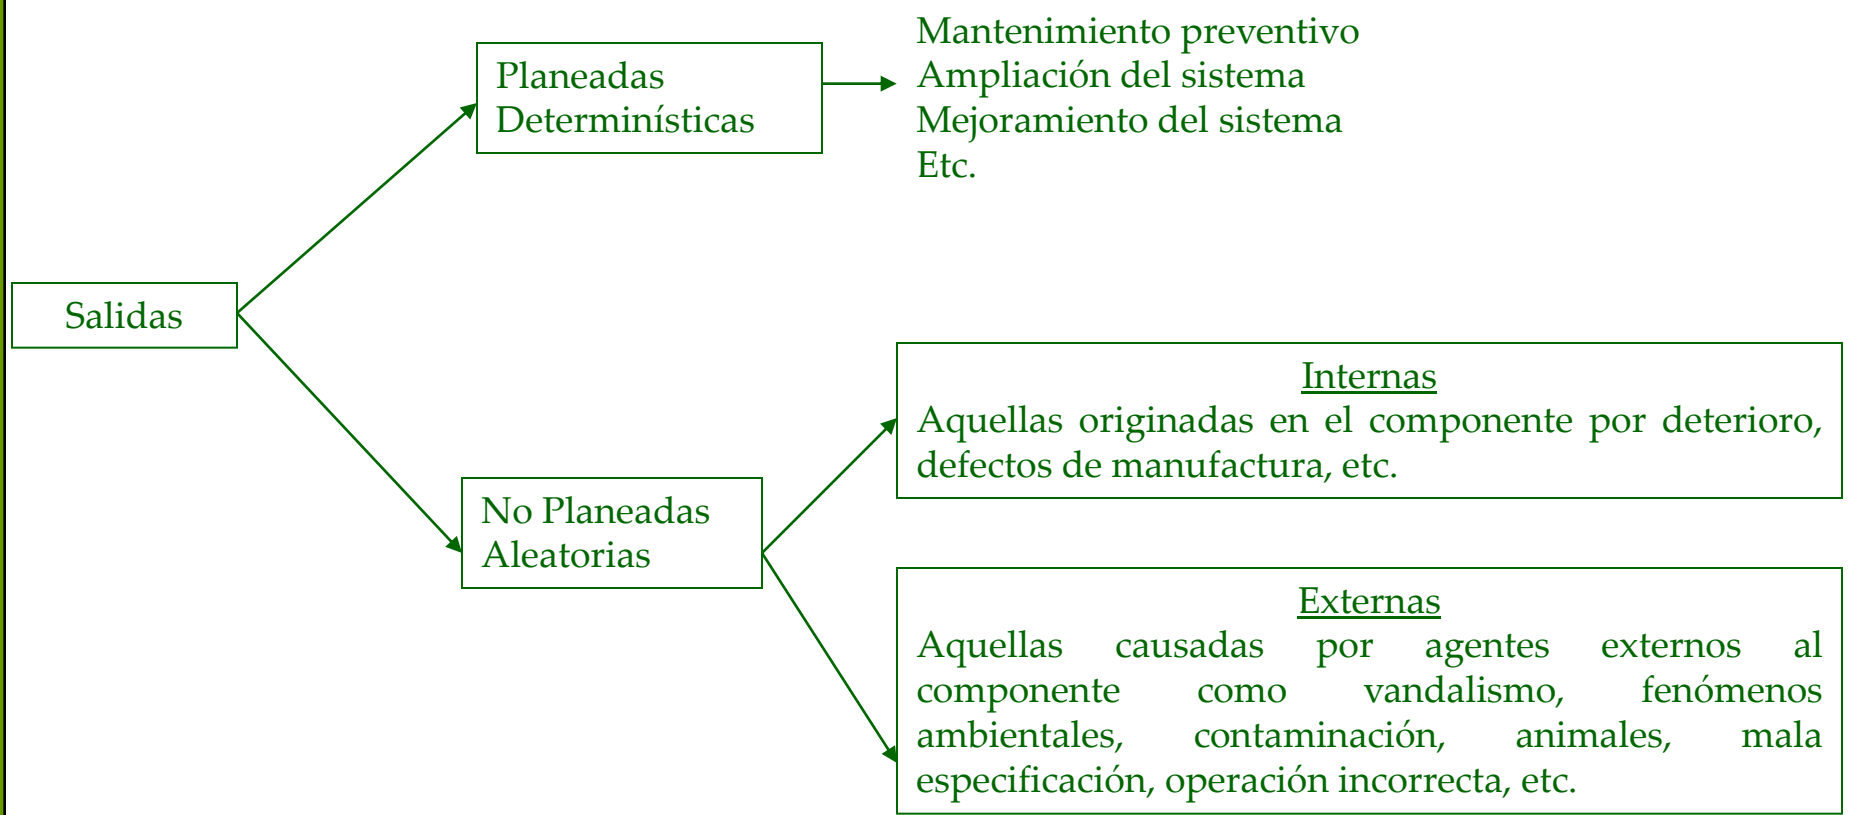 Mantenimiento preventivo
Ampliación del sistema
Mejoramiento del sistema
Etc.
Planeadas
Determinísticas
Salidas
No Planeadas
Aleatorias
Internas
Aquellas originadas en el componente por deterioro,
defectos de manufactura, etc.
Externas
Aquellas causadas por agentes externos al
componente como vandalismo, fenómenos
ambientales, contaminación, animales, mala
especificación, operación incorrecta, etc.